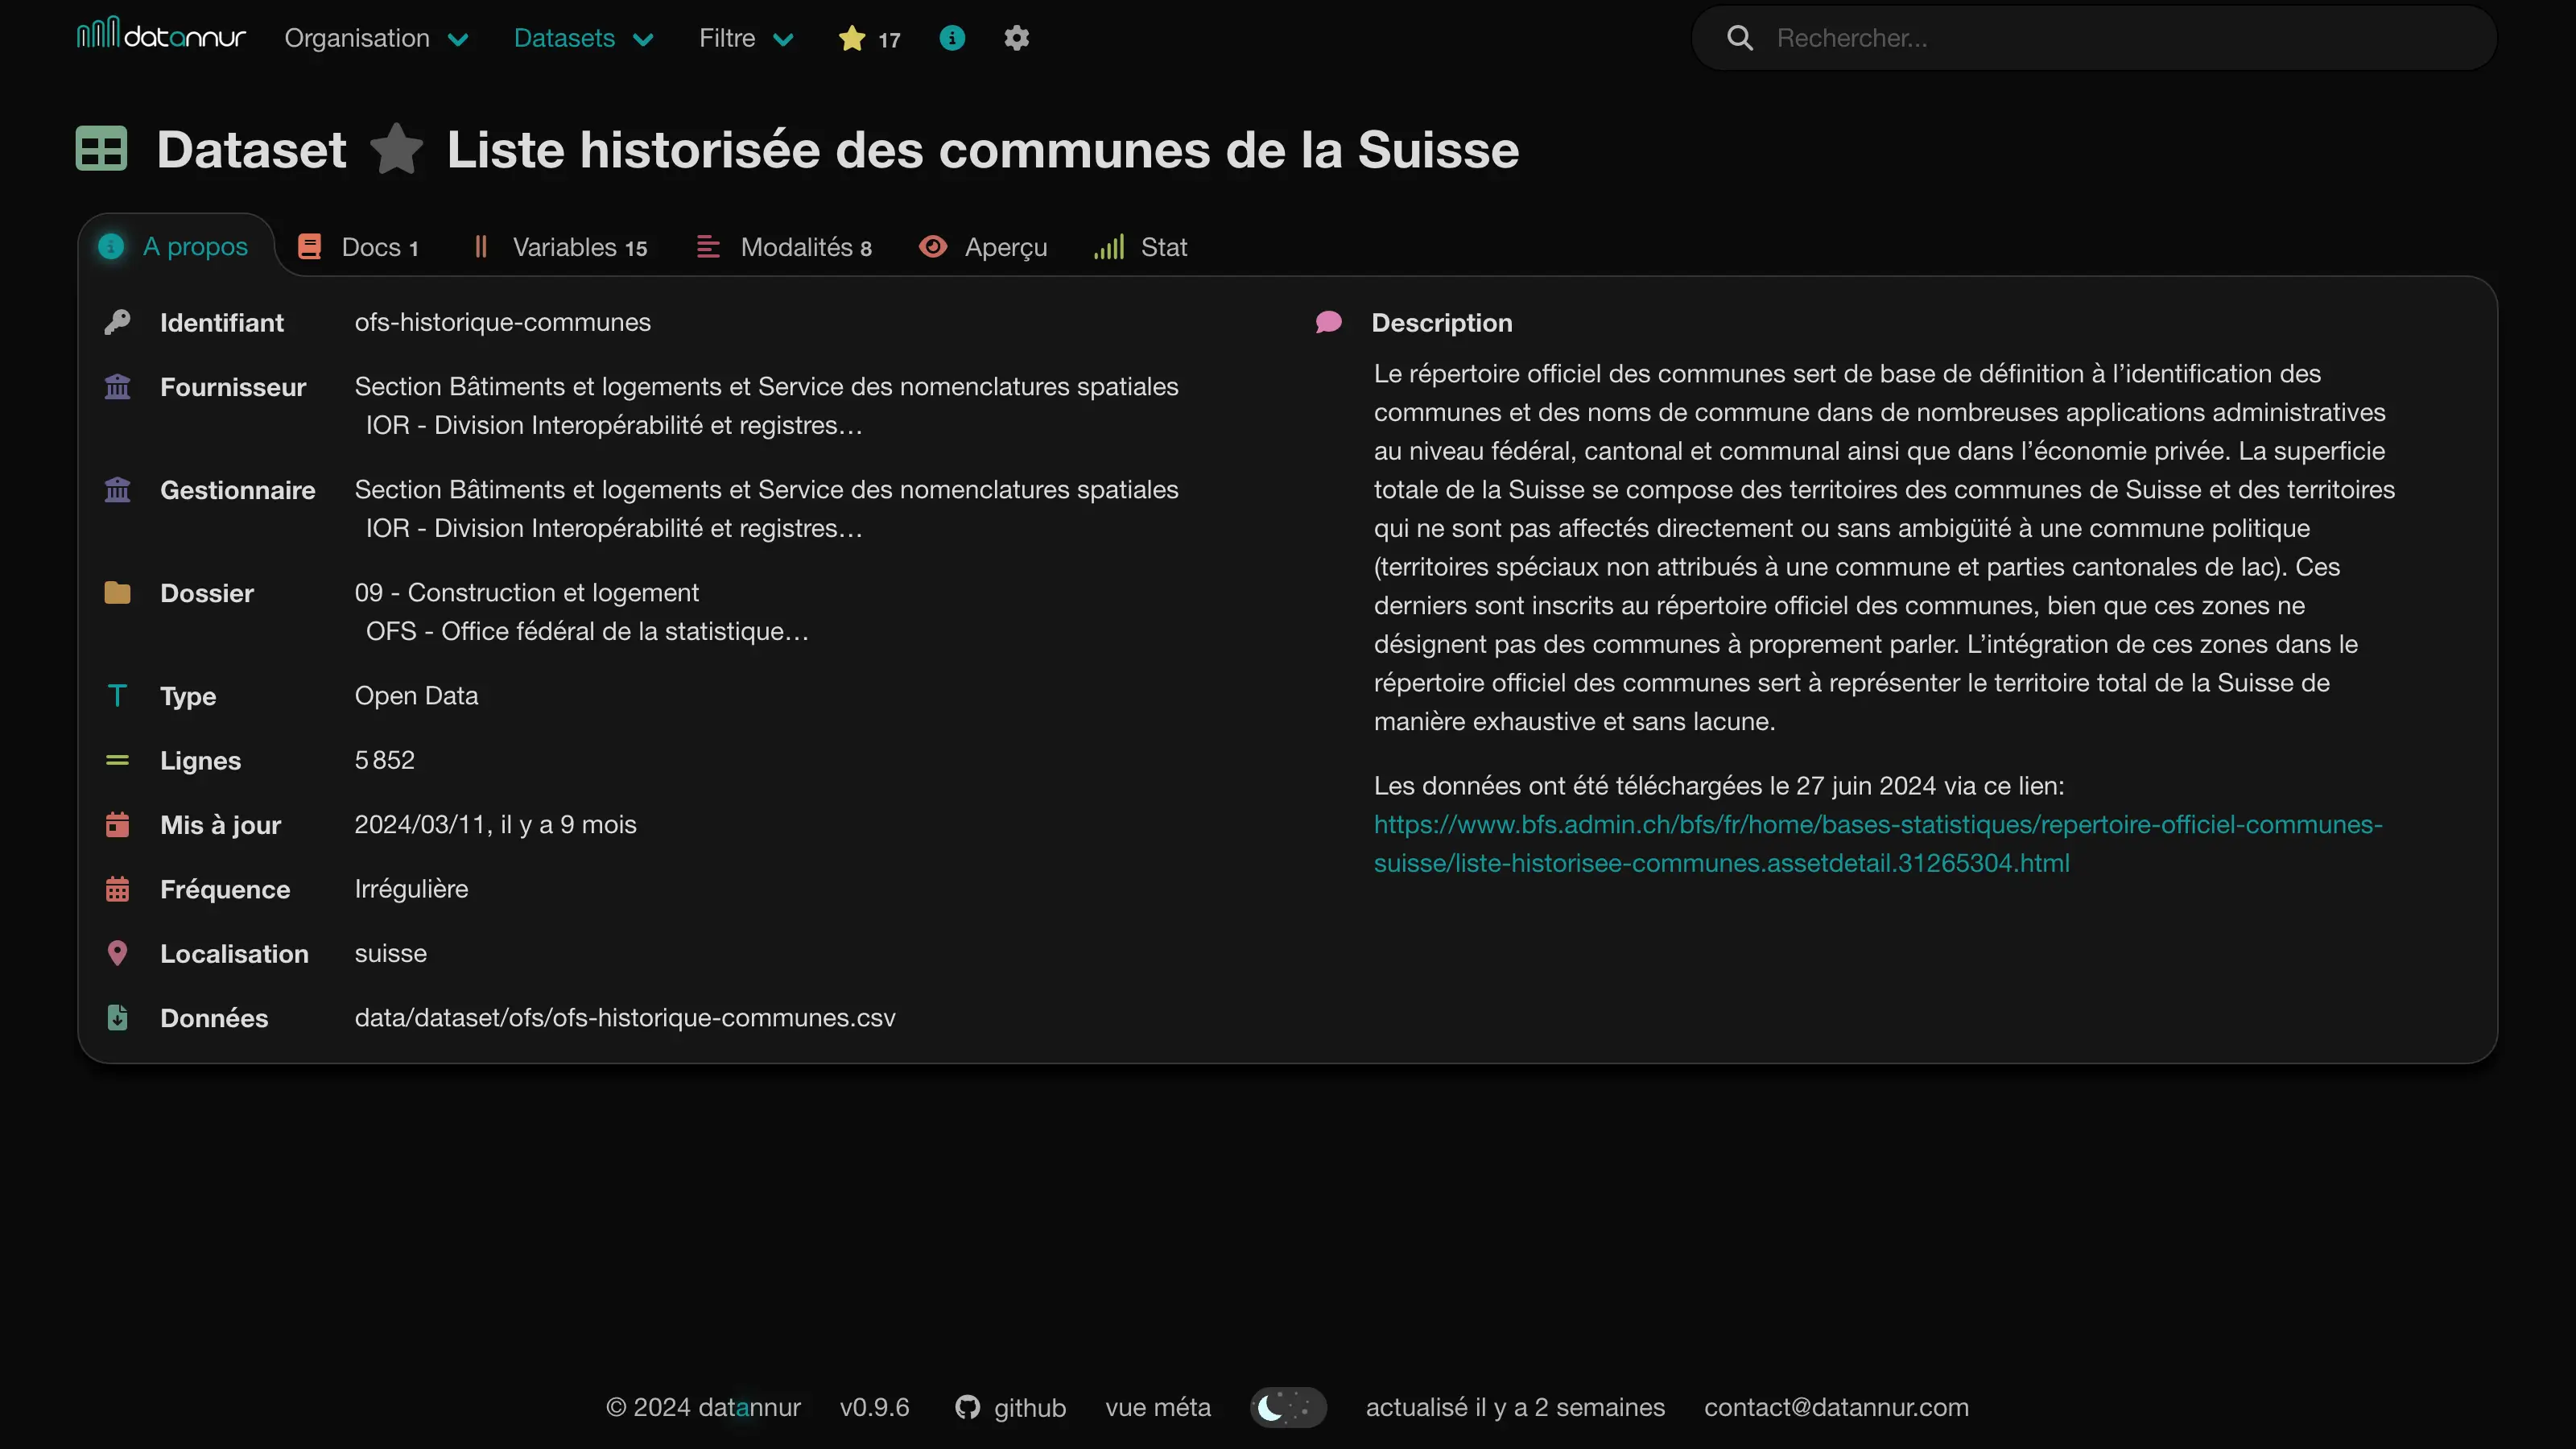 datannur Organisation Datasets Filtre 17 Rechercher...
Dataset Liste historisée des communes de la Suisse
A propos Docs 1 Variables 15 Modalités 8 Aperçu Stat
Identifiant ofs-historique-communes
Fournisseur Section Bâtiments et logements et Service des nomenclatures spatiales
IOR - Division Interopérabilité et registres…
Gestionnaire Section Bâtiments et logements et Service des nomenclatures spatiales
IOR - Division Interopérabilité et registres…
Dossier 09 - Construction et logement
OFS - Office fédéral de la statistique…
Type Open Data
Lignes 5 852
Mis à jour 2024/03/11, il y a 9 mois
Fréquence Irrégulière
Localisation suisse
Données data/dataset/ofs/ofs-historique-communes.csv
Description
Le répertoire officiel des communes sert de base de définition à l’identification des
communes et des noms de commune dans de nombreuses applications administratives
au niveau fédéral, cantonal et communal ainsi que dans l’économie privée. La superficie
totale de la Suisse se compose des territoires des communes de Suisse et des territoires
qui ne sont pas affectés directement ou sans ambigüité à une commune politique
(territoires spéciaux non attribués à une commune et parties cantonales de lac). Ces
derniers sont inscrits au répertoire officiel des communes, bien que ces zones ne
désignent pas des communes à proprement parler. L’intégration de ces zones dans le
répertoire officiel des communes sert à représenter le territoire total de la Suisse de
manière exhaustive et sans lacune.
Les données ont été téléchargées le 27 juin 2024 via ce lien:
https://www.bfs.admin.ch/bfs/fr/home/bases-statistiques/repertoire-officiel-communes-
suisse/liste-historisee-communes.assetdetail.31265304.html
© 2024 datannur v0.9.6 github vue méta actualisé il y a 2 semaines contact@datannur.com